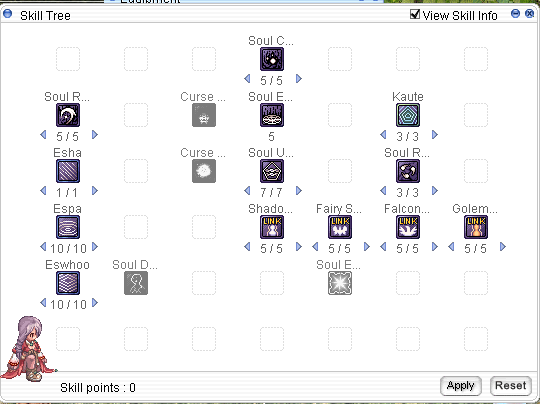 Equipment
Skill Tree
View Skill Info
Soul C...
5 / 5
Soul R...
Curse ...
Soul E...
Kaute
5 / 5
5
3 / 3
Esha
Curse ...
Soul U...
Soul R...
1 / 1
7 / 7
3 / 3
Espa
Shado...
Fairy S...
Falcon...
Golem...
LINK
LINK
LINK
LINK
10 / 10
5 / 5
5 / 5
5 / 5
5 / 5
Eswhoo
Soul D...
Soul E...
10 / 10
Skill points : 0
Apply
Reset